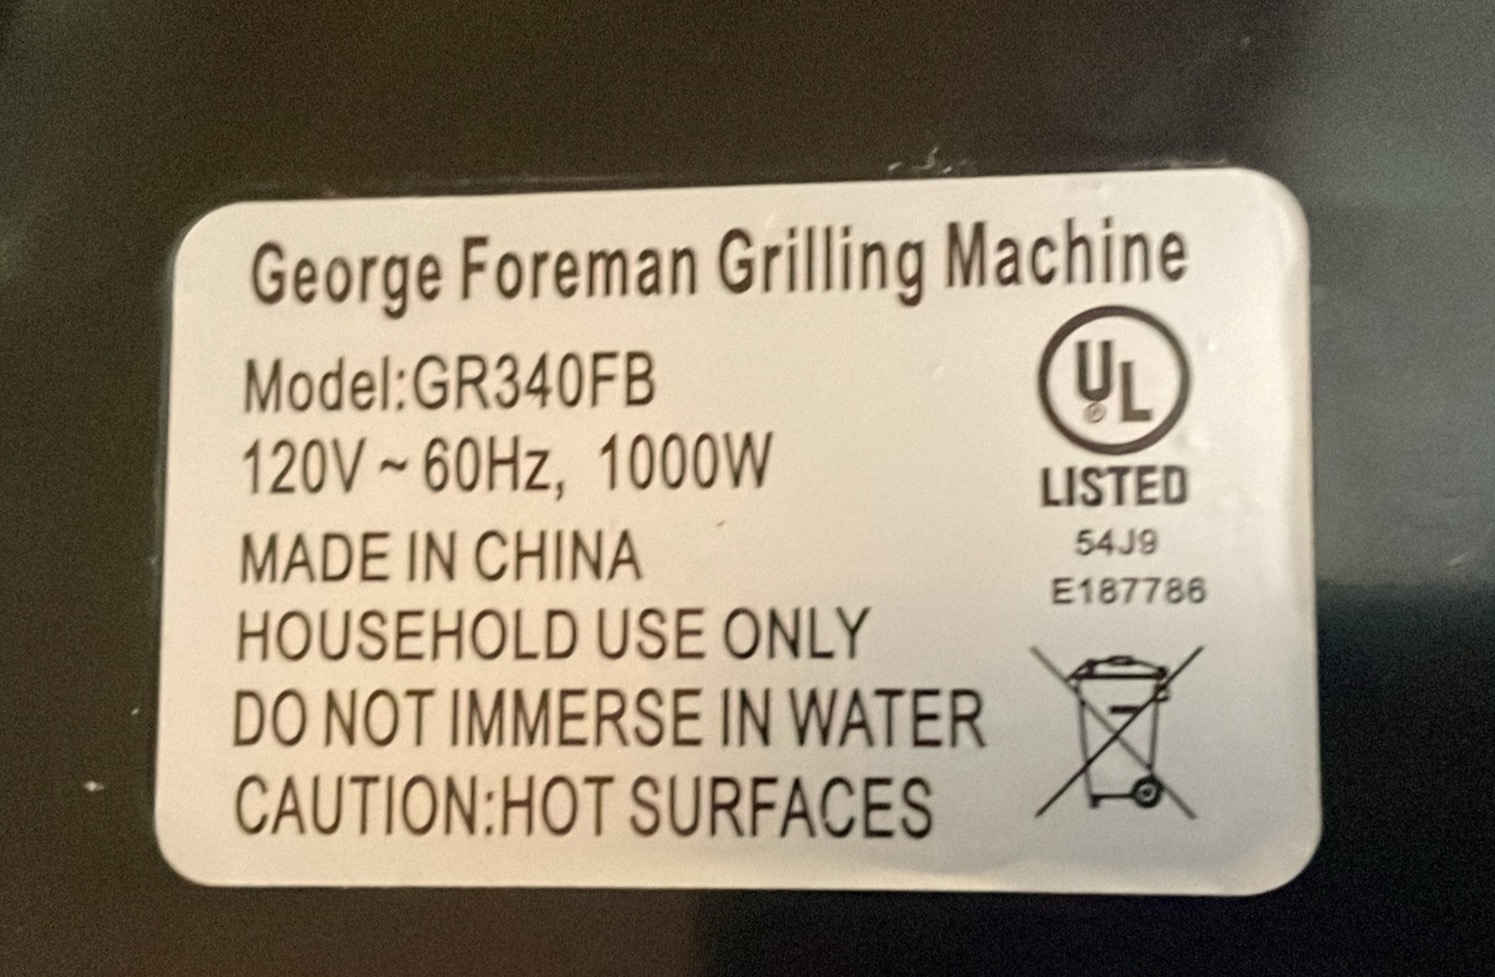 George Foreman Grilling Machine
Model:GR340FB
120V ~ 60Hz, 1000W
MADE IN CHINA
HOUSEHOLD USE ONLY
DO NOT IMMERSE IN WATER
CAUTION:HOT SURFACES
UL
®
LISTED
54J9
E187786